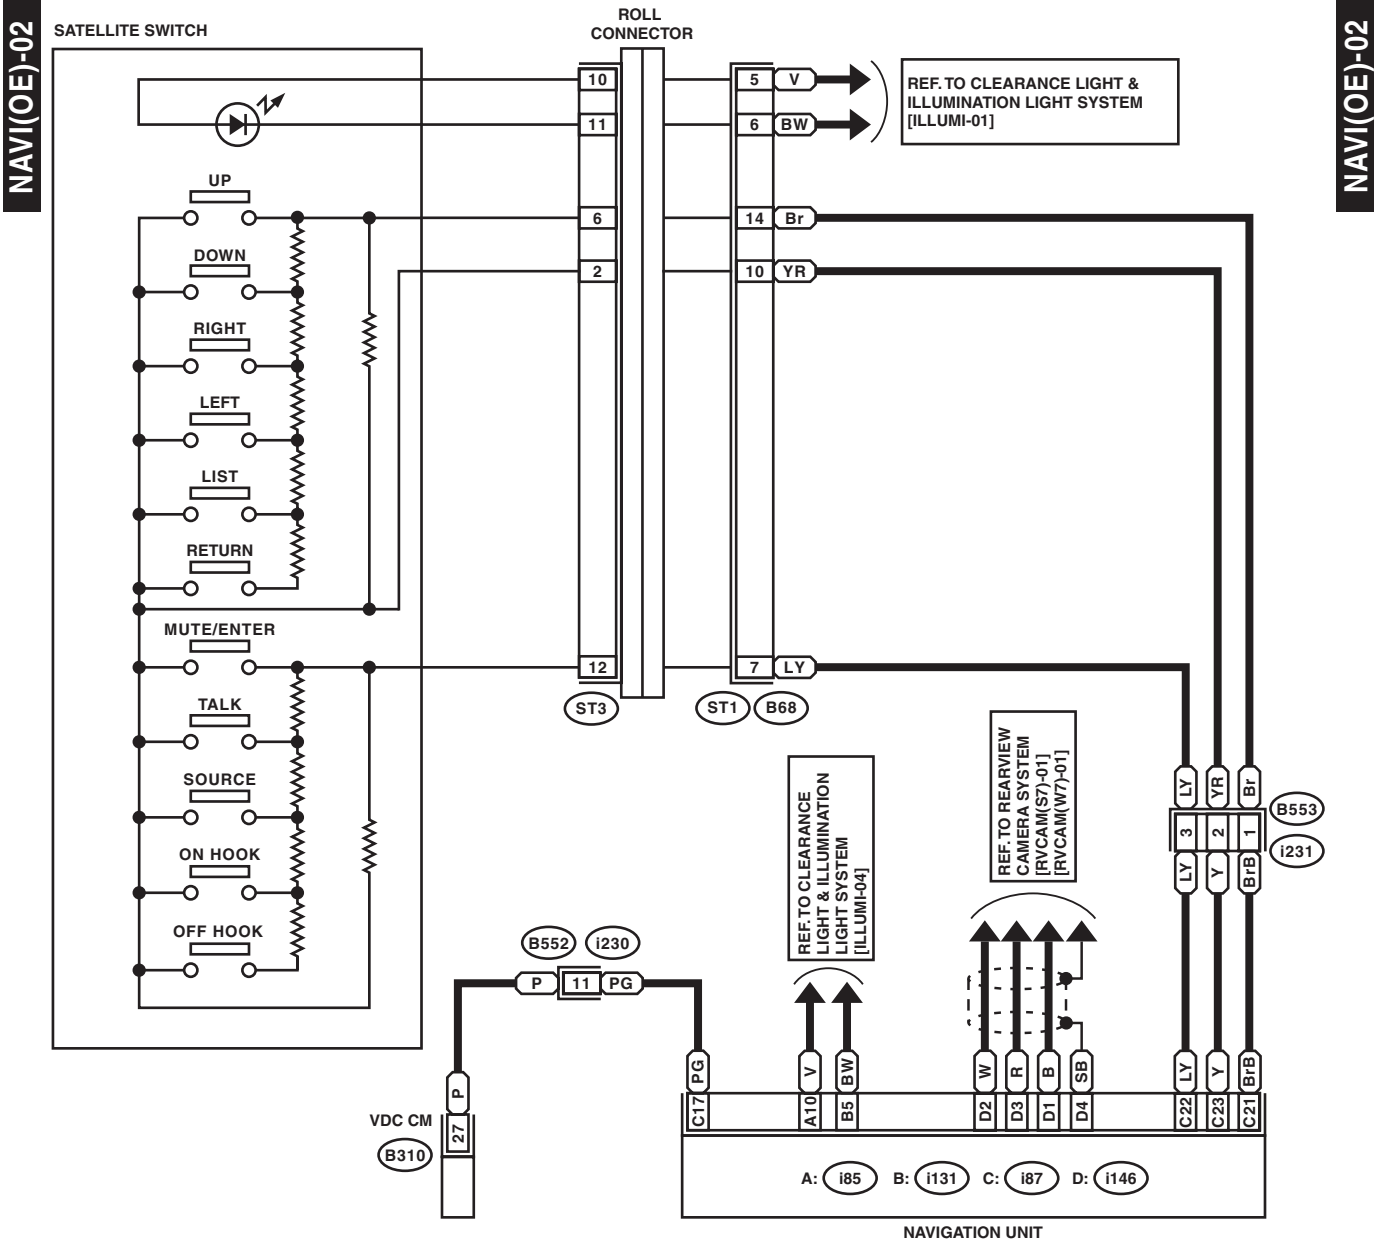 NAVI(OE)-02
NAVI(OE)-02
SATELLITE SWITCH
ROLL
CONNECTOR
10
5
V
11
6
BW
REF. TO CLEARANCE LIGHT &
ILLUMINATION LIGHT SYSTEM
[ILLUMI-01]
UP
6
14
Br
DOWN
2
10
YR
RIGHT
LEFT
LIST
RETURN
MUTE/ENTER
12
7
LY
ST3
ST1
B68
TALK
SOURCE
ON HOOK
OFF HOOK
REF. TO CLEARANCE
LIGHT & ILLUMINATION
LIGHT SYSTEM
[ILLUMI-04]
REF. TO REARVIEW
CAMERA SYSTEM
[RVCAM(S7)-01]
[RVCAM(W7)-01]
LY
YR
Br
3
2
1
B553
i231
LY
Y
BrB
B552
i230
P
11
PG
P
PG
V
BW
W
R
B
SB
LY
Y
BrB
VDC CM
27
B310
C17
A10
B5
D2
D3
D1
D4
C22
C23
C21
A: i85
B: i131
C: i87
D: i146
NAVIGATION UNIT